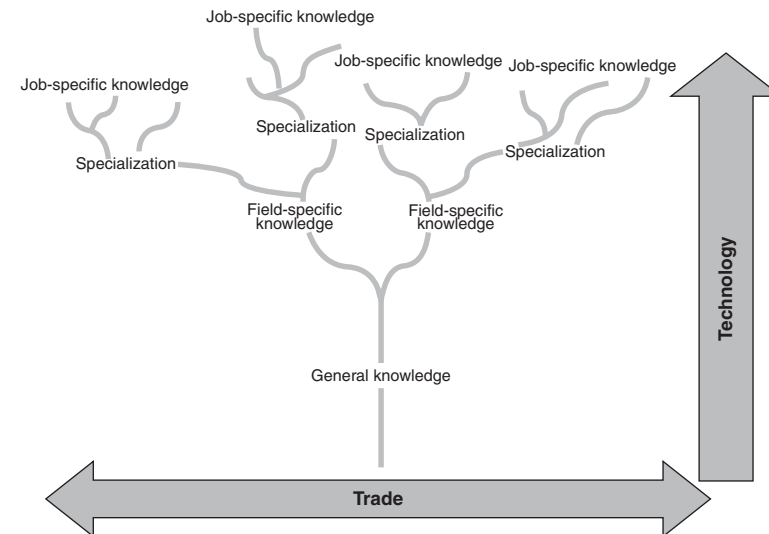 Job-specific knowledge
Job-specific knowledge
Job-specific knowledge
Job-specific knowledge
Specialization
Specialization
Specialization
Specialization
Field-specific
knowledge
Field-specific
knowledge
Technology
General knowledge
Trade